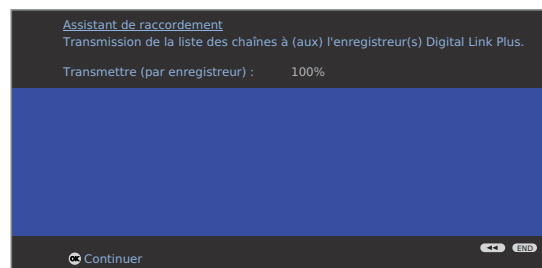 Assistant de raccordement
Transmission de la liste des chaînes à (aux) l'enregistreur(s) Digital Link Plus.
Transmettre (par enregistreur) : 100%
END
OK Continuer